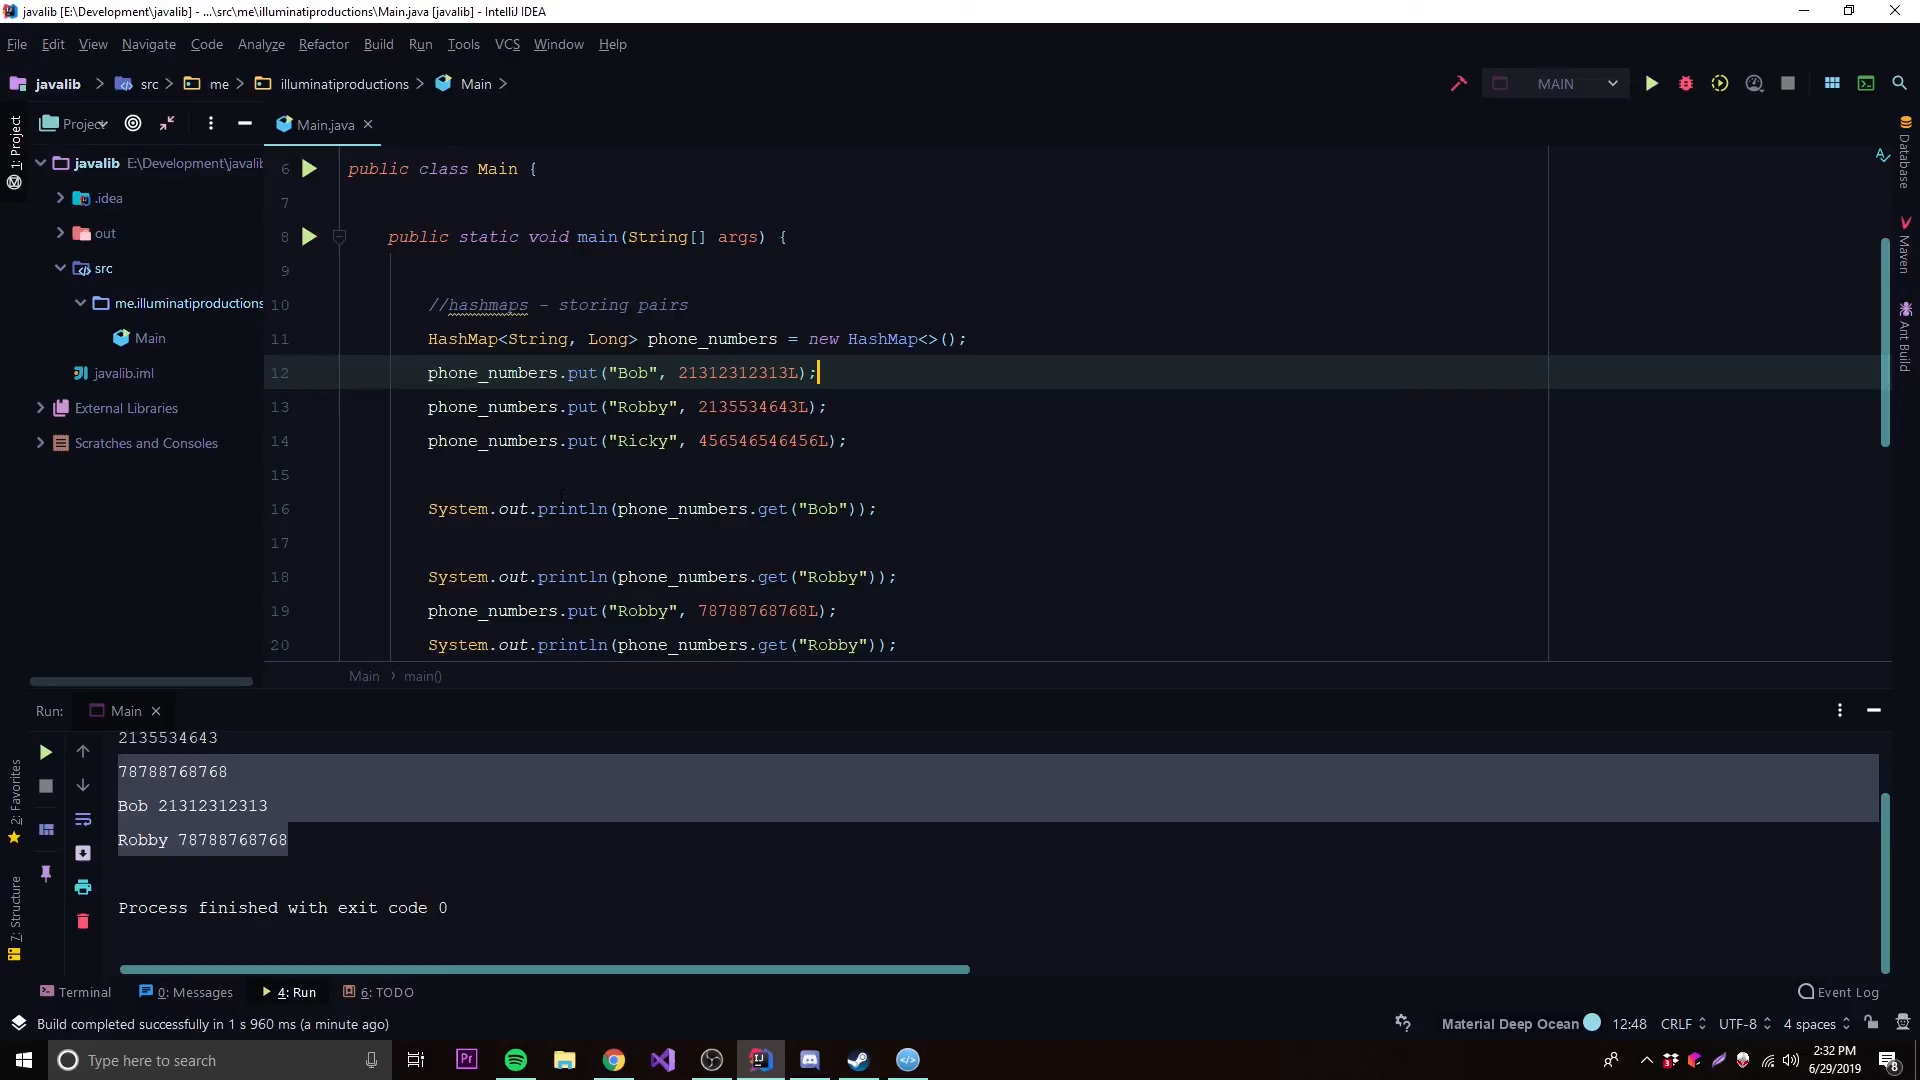 javalib [E:\Development\javalib] - ...\src\me\illuminatiproductions\Main.java [javalib] - IntelliJ IDEA
File Edit View Navigate Code Analyze Refactor Build Run Tools VCS Window Help
javalib src me illuminatiproductions Main MAIN
1: Project
Project
Main.java
javalib E:\Development\javalib
.idea
out
src
me.illuminatiproductions
Main
javalib.iml
External Libraries
Scratches and Consoles
6 public class Main {
7
8 public static void main(String[] args) {
9
10 //hashmaps - storing pairs
11 HashMap<String, Long> phone_numbers = new HashMap<>();
12 phone_numbers.put("Bob", 21312312313L);
13 phone_numbers.put("Robby", 2135534643L);
14 phone_numbers.put("Ricky", 456546546456L);
15
16 System.out.println(phone_numbers.get("Bob"));
17
18 System.out.println(phone_numbers.get("Robby"));
19 phone_numbers.put("Robby", 78788768768L);
20 System.out.println(phone_numbers.get("Robby"));
Main main()
Database
Maven
Ant Build
Run: Main
2135534643
78788768768
Bob 21312312313
Robby 78788768768
Process finished with exit code 0
2: Favorites
7: Structure
Terminal 0: Messages 4: Run 6: TODO Event Log
Build completed successfully in 1 s 960 ms (a minute ago) Material Deep Ocean 12:48 CRLF UTF-8 4 spaces
Type here to search
2:32 PM
6/29/2019
8